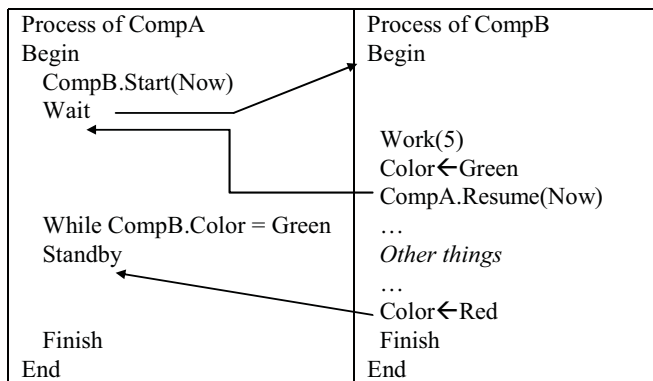 Process of CompA
Begin
CompB.Start(Now)
Wait
While CompB.Color = Green
Standby
Finish
End
Process of CompB
Begin
Work(5)
Color←Green
CompA.Resume(Now)
…
Other things
…
Color←Red
Finish
End